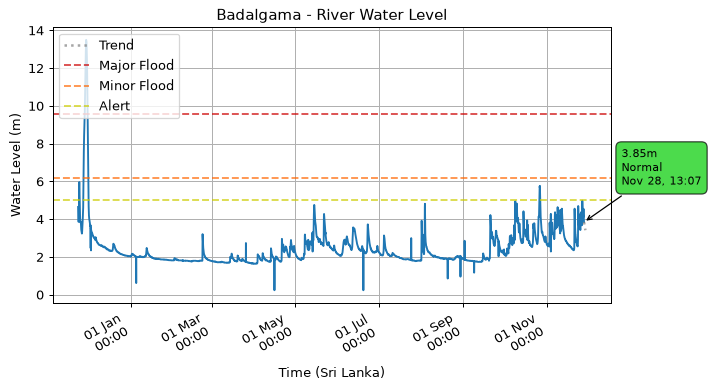 Badalgama - River Water Level
14
12
10
8
6
4
2
0
Water Level (m)
Trend
Major Flood
Minor Flood
Alert
3.85m
Normal
Nov 28, 13:07
01 Jan
00:00
01 Mar
00:00
01 May
00:00
01 Jul
00:00
01 Sep
00:00
01 Nov
00:00
Time (Sri Lanka)